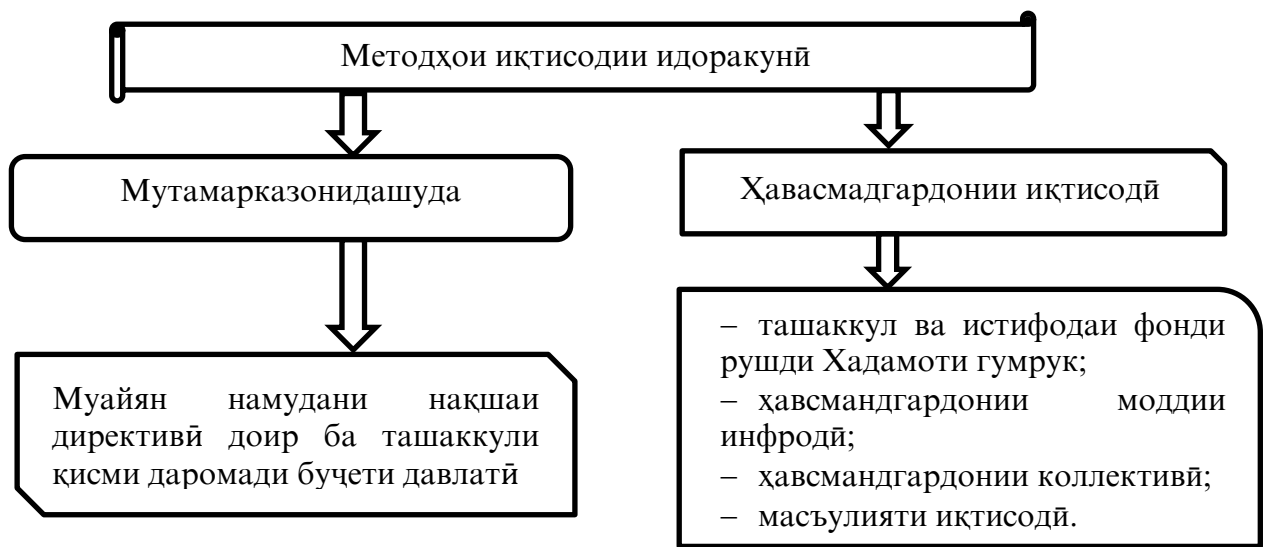 Методҳои иқтисодии идоракунӣ
Мутамарказонидашуда
Ҳавасмадгардонии иқтисодӣ
Муайян намудани нақшаи
директивӣ доир ба ташаккули
қисми даромади буҷети давлатӣ
– ташаккул ва истифодаи фонди
рушди Хадамоти гумрук;
– ҳавсмандгардонии моддии
инфродӣ;
– ҳавсмандгардонии коллективӣ;
– масъулияти иқтисодӣ.